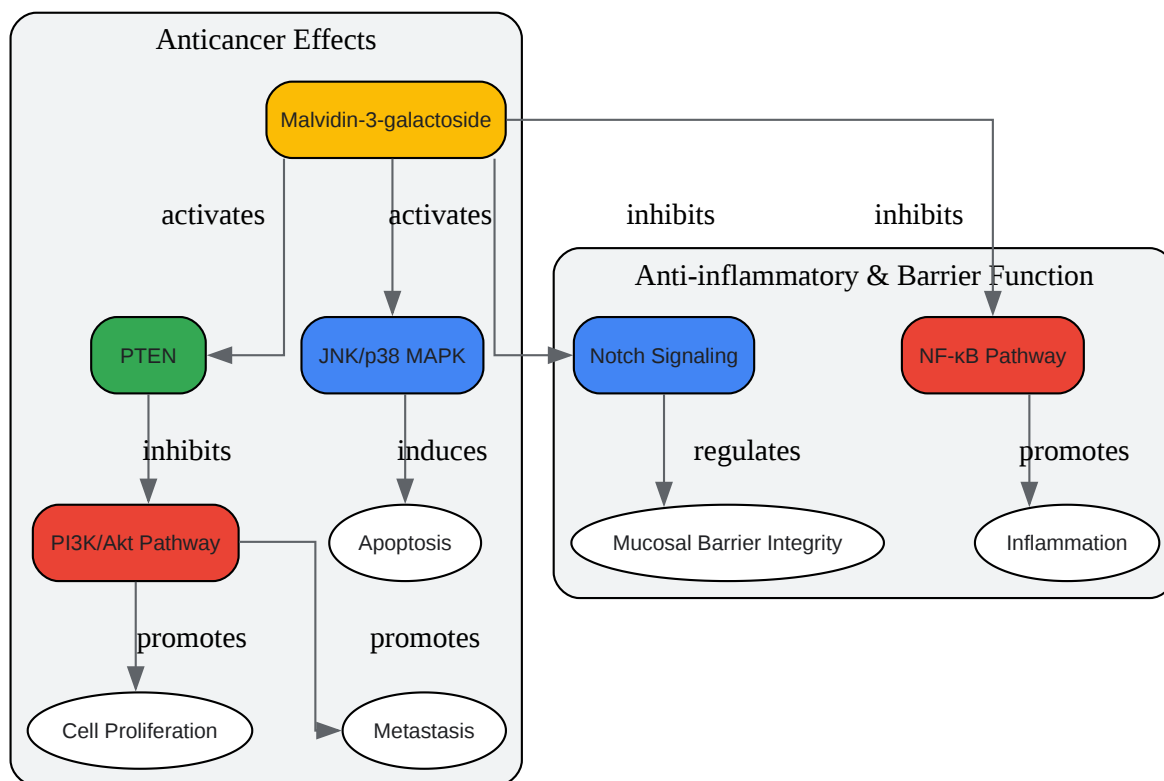 Anticancer Effects
Malvidin-3-galactoside
activates
activates
inhibits
inhibits
Anti-inflammatory & Barrier Function
PTEN
JNK/p38 MAPK
Notch Signaling
NF-κB Pathway
inhibits
induces
regulates
promotes
PI3K/Akt Pathway
Apoptosis
Mucosal Barrier Integrity
Inflammation
promotes
promotes
Cell Proliferation
Metastasis